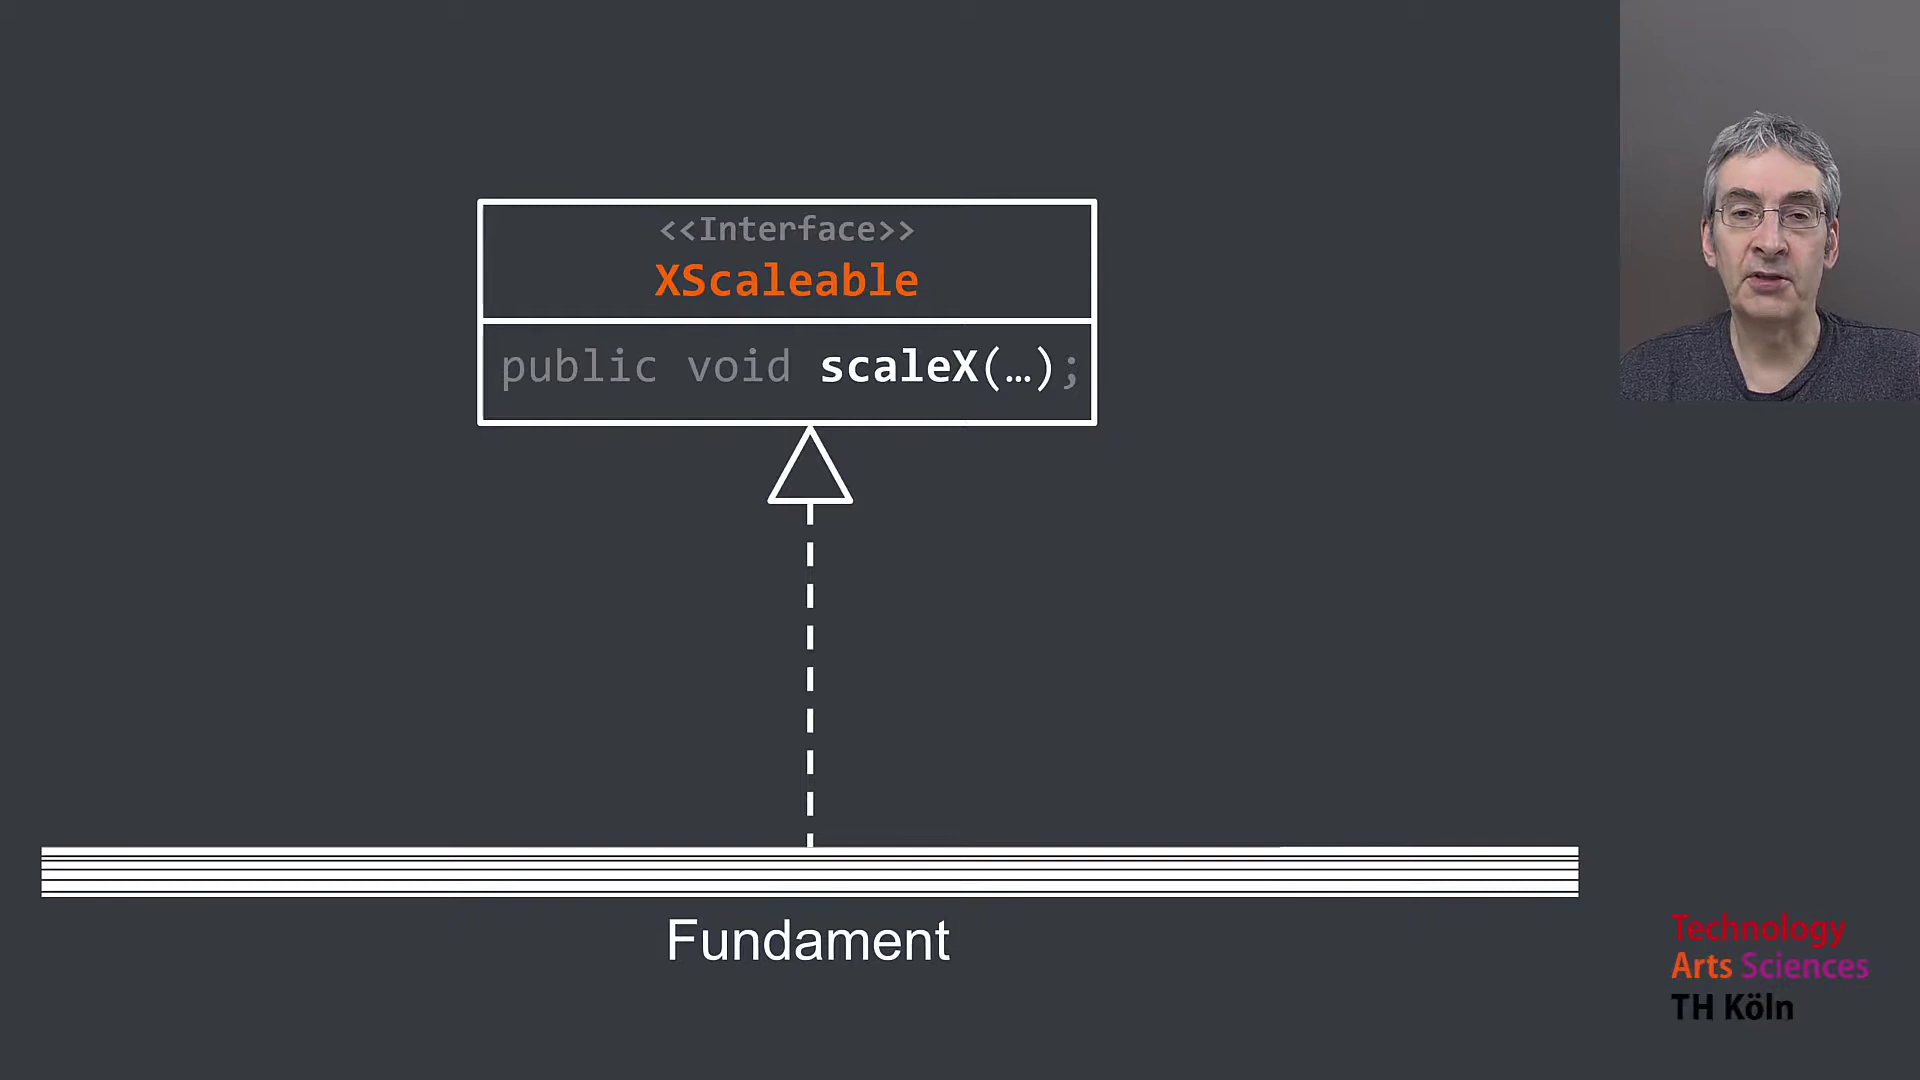 <<Interface>>
XScaleable
public void scaleX(…);
Fundament
Technology
Arts Sciences
TH Köln